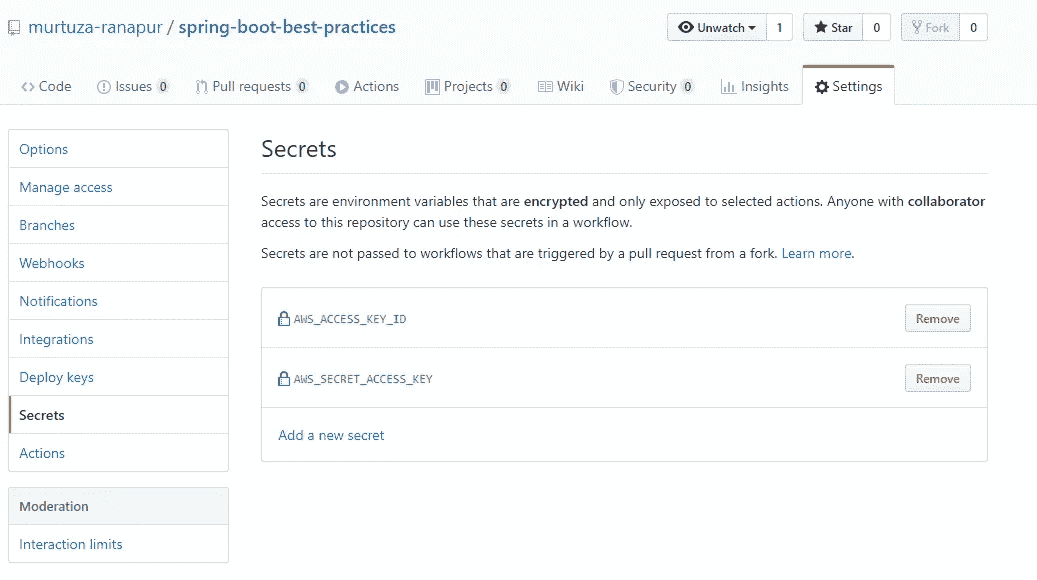 murtuza-ranapur / spring-boot-best-practices
Unwatch 1 Star 0 Fork 0
Code Issues 0 Pull requests 0 Actions Projects 0 Wiki Security 0 Insights Settings
Options
Manage access
Branches
Webhooks
Notifications
Integrations
Deploy keys
Secrets
Actions
Moderation
Interaction limits
Secrets
Secrets are environment variables that are encrypted and only exposed to selected actions. Anyone with collaborator
access to this repository can use these secrets in a workflow.
Secrets are not passed to workflows that are triggered by a pull request from a fork. Learn more.
AWS_ACCESS_KEY_ID Remove
AWS_SECRET_ACCESS_KEY Remove
Add a new secret